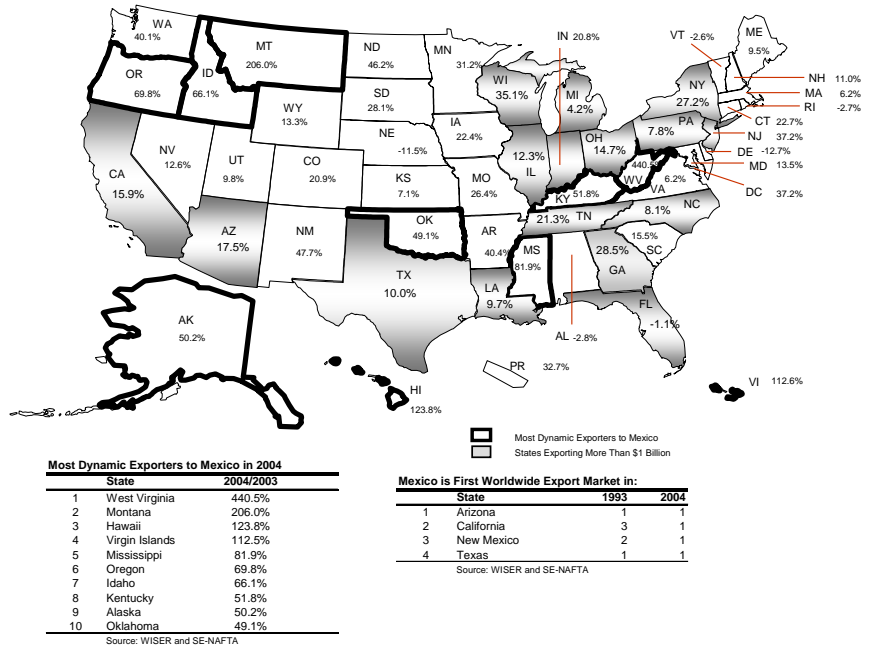 WA
40.1%
OR
69.8%
ID
66.1%
MT
206.0%
ND
46.2%
MN
31.2%
SD
28.1%
WY
13.3%
NE
-11.5%
IA
22.4%
WI
35.1%
MI
4.2%
IN 20.8%
VT -2.6%
ME
9.5%
NH 11.0%
MA 6.2%
RI -2.7%
CT 22.7%
NJ 37.2%
DE -12.7%
MD 13.5%
DC 37.2%
NY
27.2%
PA
7.8%
OH
14.7%
12.3%
IL
CA
15.9%
NV
12.6%
UT
9.8%
CO
20.9%
KS
7.1%
MO
26.4%
KY 51.8%
WV
VA
6.2%
AZ
17.5%
NM
47.7%
OK
49.1%
AR
40.4%
21.3% TN
8.1% NC
15.5%
SC
28.5%
GA
MS
81.9%
LA
9.7%
TX
10.0%
FL
-1.1%
AL -2.8%
PR 32.7%
VI 112.6%
AK
50.2%
HI
123.8%
Most Dynamic Exporters to Mexico
States Exporting More Than $1 Billion
Most Dynamic Exporters to Mexico in 2004
State 2004/2003
1 West Virginia 440.5%
2 Montana 206.0%
3 Hawaii 123.8%
4 Virgin Islands 112.5%
5 Mississippi 81.9%
6 Oregon 69.8%
7 Idaho 66.1%
8 Kentucky 51.8%
9 Alaska 50.2%
10 Oklahoma 49.1%
Source: WISER and SE-NAFTA
Mexico is First Worldwide Export Market in:
State 1993 2004
1 Arizona 1 1
2 California 3 1
3 New Mexico 2 1
4 Texas 1 1
Source: WISER and SE-NAFTA